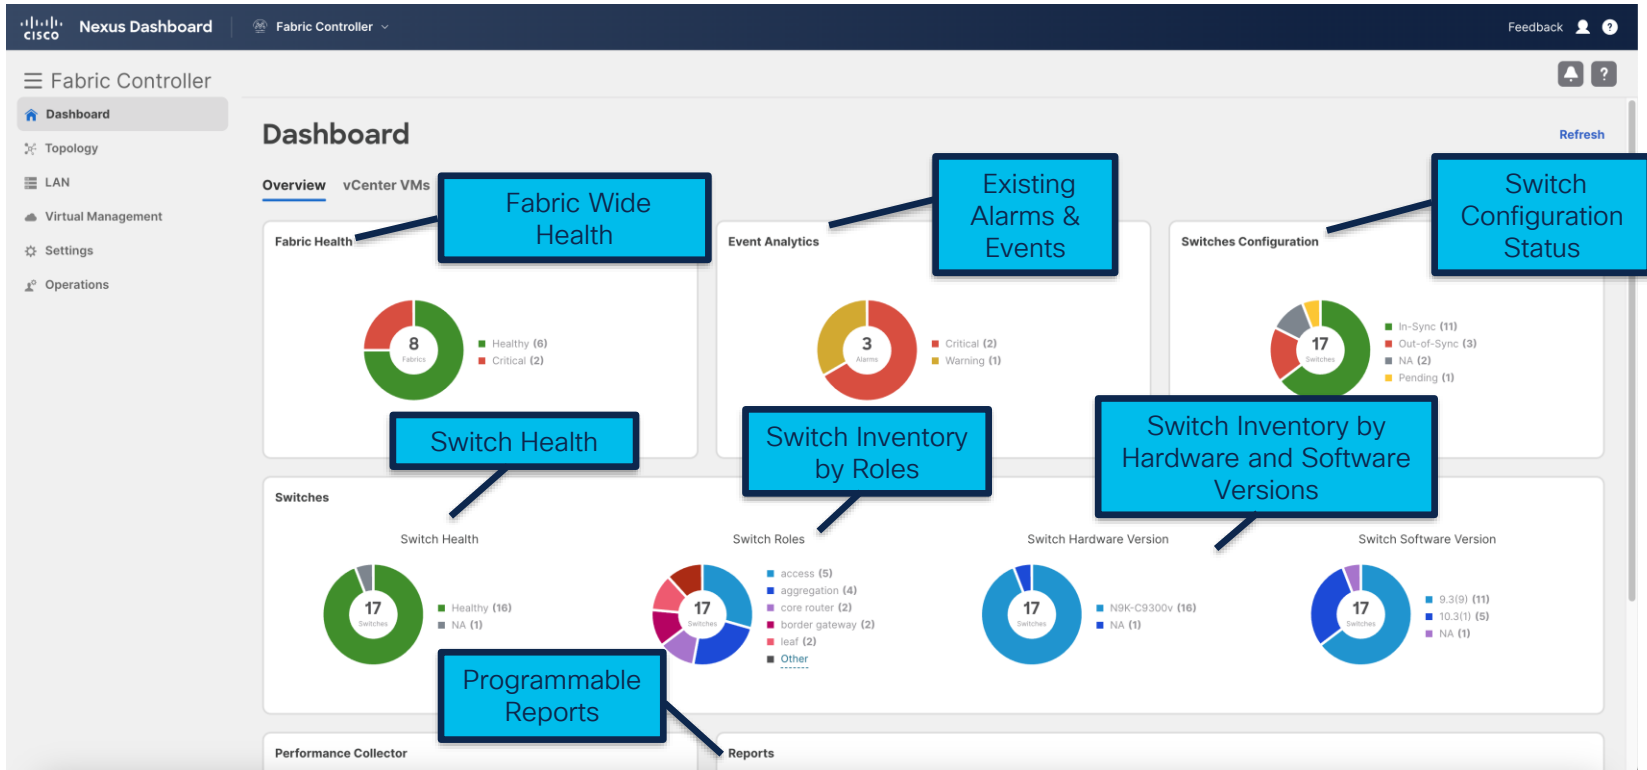 cisco Nexus Dashboard Fabric Controller Feedback ?
Fabric Controller ?
Dashboard
Topology
LAN
Virtual Management
Settings
Operations
Dashboard
Refresh
Overview vCenter VMs
Fabric Wide
Health
Existing
Alarms &
Events
Switch
Configuration
Status
Fabric Health
8
Fabrics
Healthy (6)
Critical (2)
Event Analytics
3
Alarms
Critical (2)
Warning (1)
Switches Configuration
17
Switches
In-Sync (11)
Out-of-Sync (3)
NA (2)
Pending (1)
Switch Health
Switch Inventory
by Roles
Switch Inventory by
Hardware and Software
Versions
Switches
Switch Health
17
Switches
Healthy (16)
NA (1)
Switch Roles
17
Switches
access (5)
aggregation (4)
core router (2)
border gateway (2)
leaf (2)
Other
Switch Hardware Version
17
Switches
N9K-C9300v (16)
NA (1)
Switch Software Version
17
Switches
9.3(9) (11)
10.3(1) (5)
NA (1)
Programmable
Reports
Performance Collector
Reports